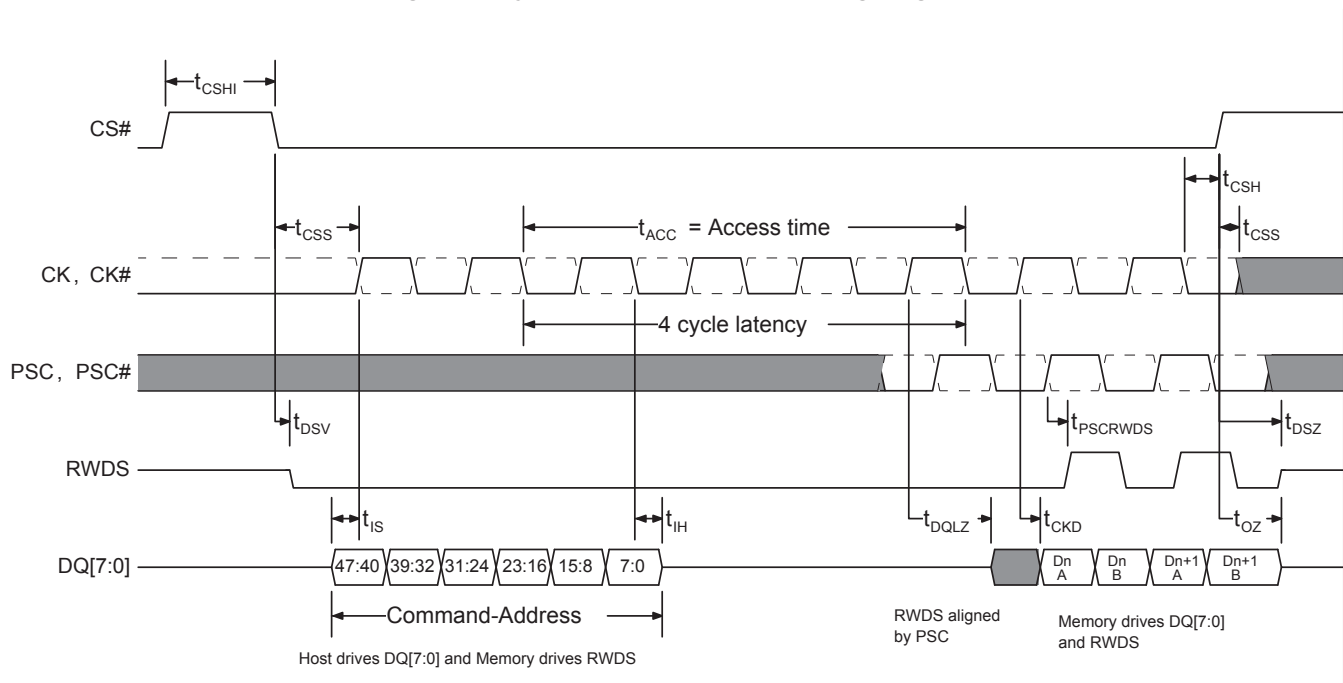 tCSHI
CS#
tCSH
tCSS
tACC = Access time
tCSS
CK, CK#
4 cycle latency
PSC, PSC#
tDSV
tPSCRWDS
tDSZ
RWDS
tIS
tIH
tDQLZ
tCKD
tOZ
DQ[7:0]
47:40 39:32 31:24 23:16 15:8 7:0
Dn A
Dn B
Dn+1 A
Dn+1 B
Command-Address
RWDS aligned
by PSC
Memory drives DQ[7:0]
and RWDS
Host drives DQ[7:0] and Memory drives RWDS